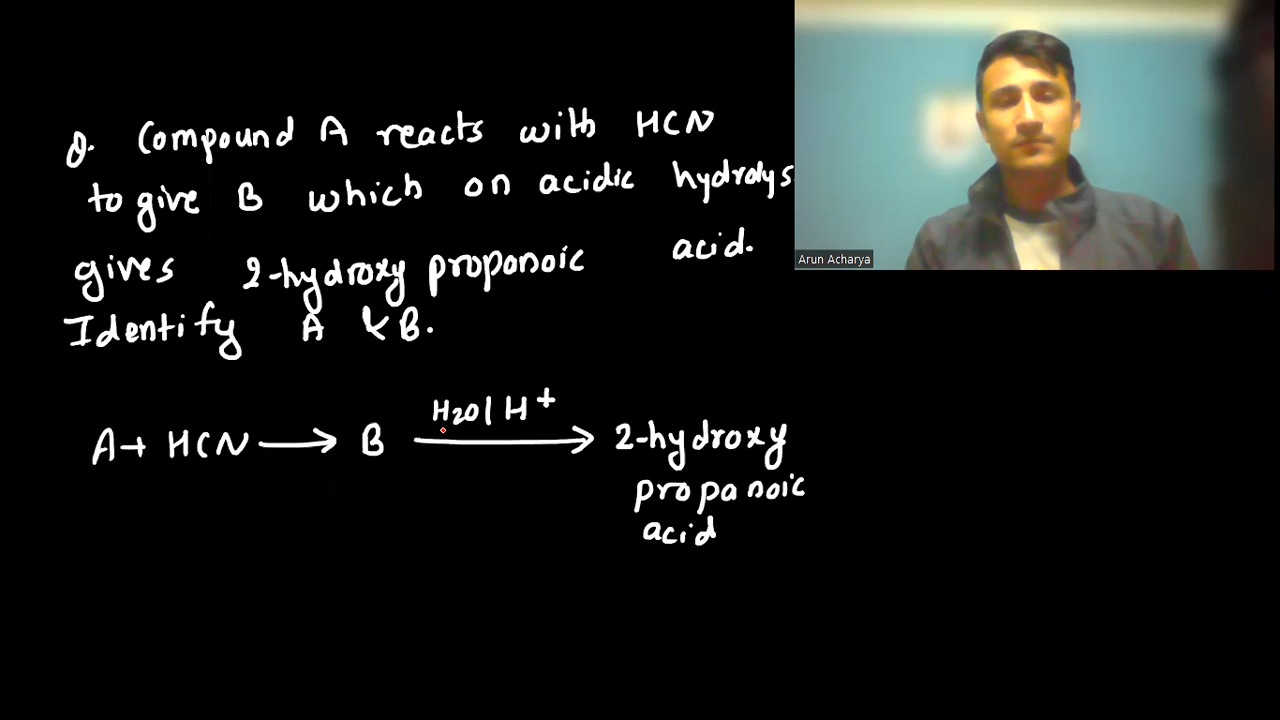 Q. Compound A reacts with HCN
to give B which on acidic hydrolys
gives 2-hydroxy propanoic acid.
Identify A & B.
Arun Acharya
A + HCN → B H2O/H+ → 2-hydroxy
propanoic
acid